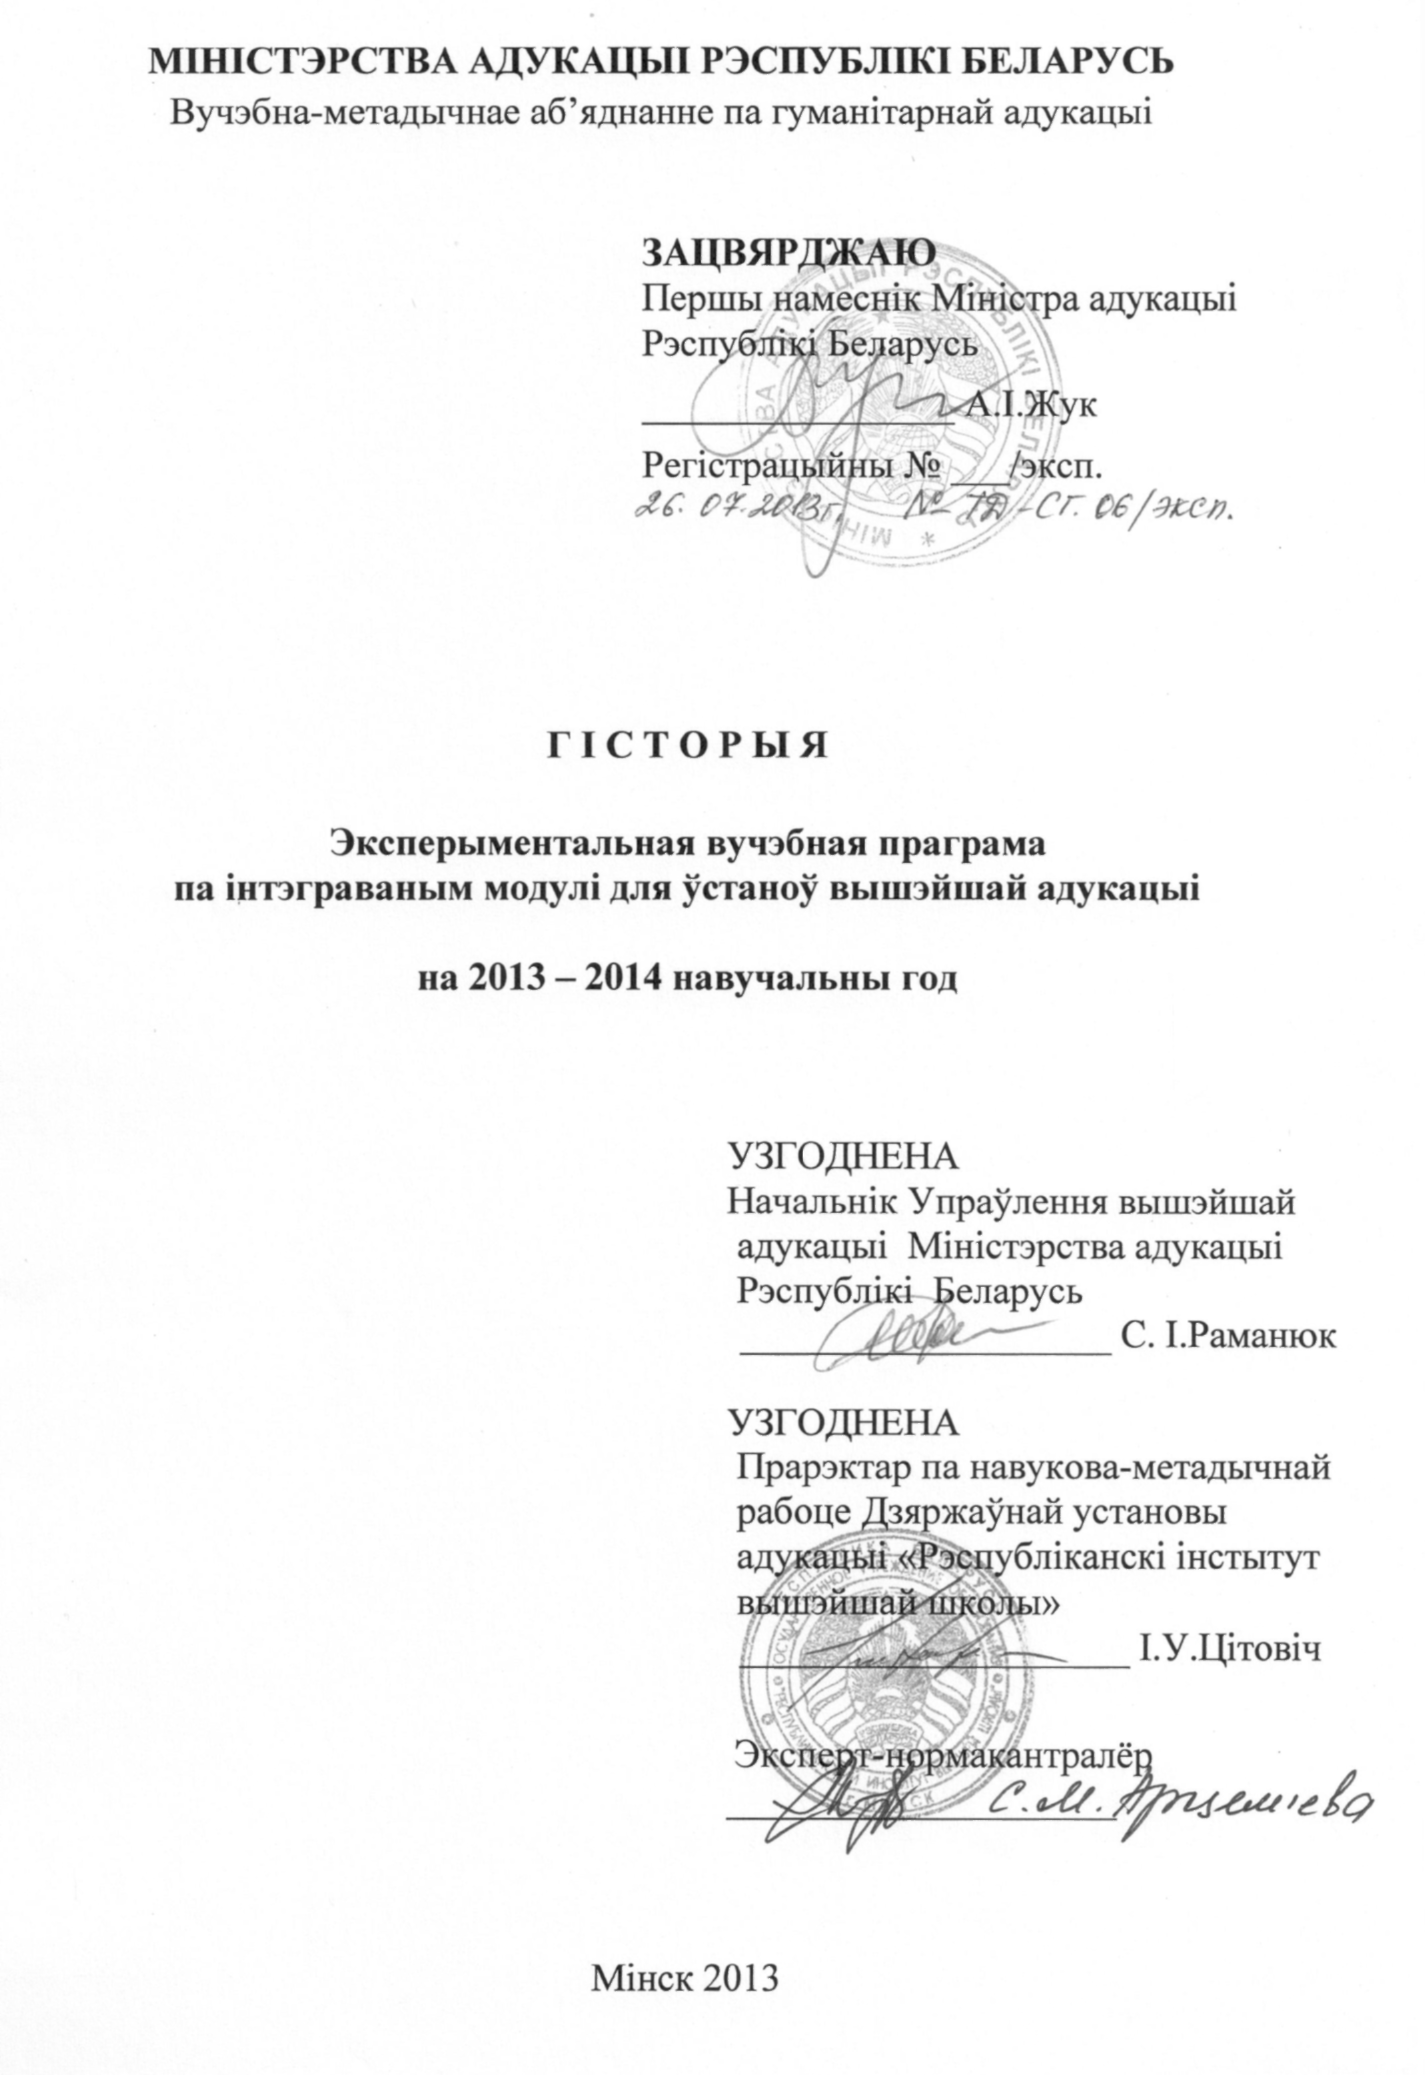 МІНІСТЭРСТВА АДУКАЦЫІ РЭСПУБЛІКІ БЕЛАРУСЬ
Вучэбна-метадычнае аб’яднанне па гуманітарнай адукацыі
ЗАЦВЯРДЖАЮ
Першы намеснік Міністра адукацыі
Рэспублікі Беларусь
А.І.Жук
Регістрацыйны № ___/эксп.
26.07.2013г. № ТД-СГ.06/эксп.
Г І С Т О Р Ы Я
Эксперыментальная вучэбная праграма
па інтэграваным модулі для ўстаноў вышэйшай адукацыі
на 2013 – 2014 навучальны год
УЗГОДНЕНА
Начальнік Упраўлення вышэйшай
адукацыі Міністэрства адукацыі
Рэспублікі Беларусь
С. І.Раманюк
УЗГОДНЕНА
Прарэктар па навукова-метадычнай
рабоце Дзяржаўнай установы
адукацыі «Рэспубліканскі інстытут
вышэйшай школы»
І.У.Цітовіч
Эксперт-нормакантралёр
С.М.Арцемьева
Мінск 2013